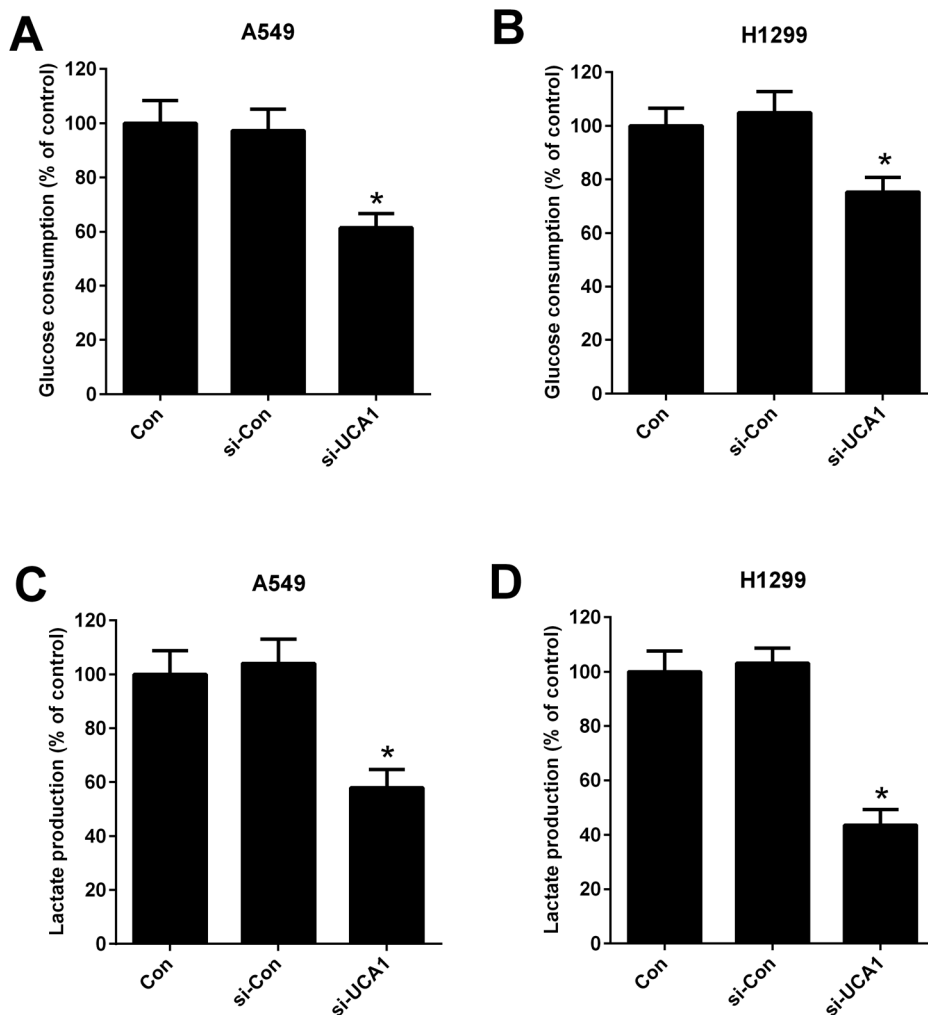 A
A549
Glucose consumption (% of control)
120
100
80
60
40
20
0
*
Con
si-Con
si-UCA1
B
H1299
Glucose consumption (% of control)
120
100
80
60
40
20
0
*
Con
si-Con
si-UCA1
C
A549
Lactate production (% of control)
120
100
80
60
40
20
0
*
Con
si-Con
si-UCA1
D
H1299
Lactate production (% of control)
120
100
80
60
40
20
0
*
Con
si-Con
si-UCA1